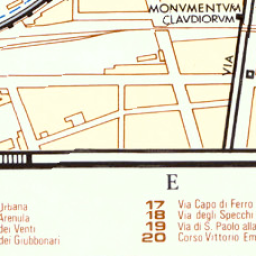 MONVMENTVM
CLAVDIORVM
VIA
E
Urbana
Arenula
dei Venti
dei Giubbonari
17 Via Capo di Ferro
18 Via degli Specchi
19 Via di S. Paolo alla
20 Corso Vittorio Em